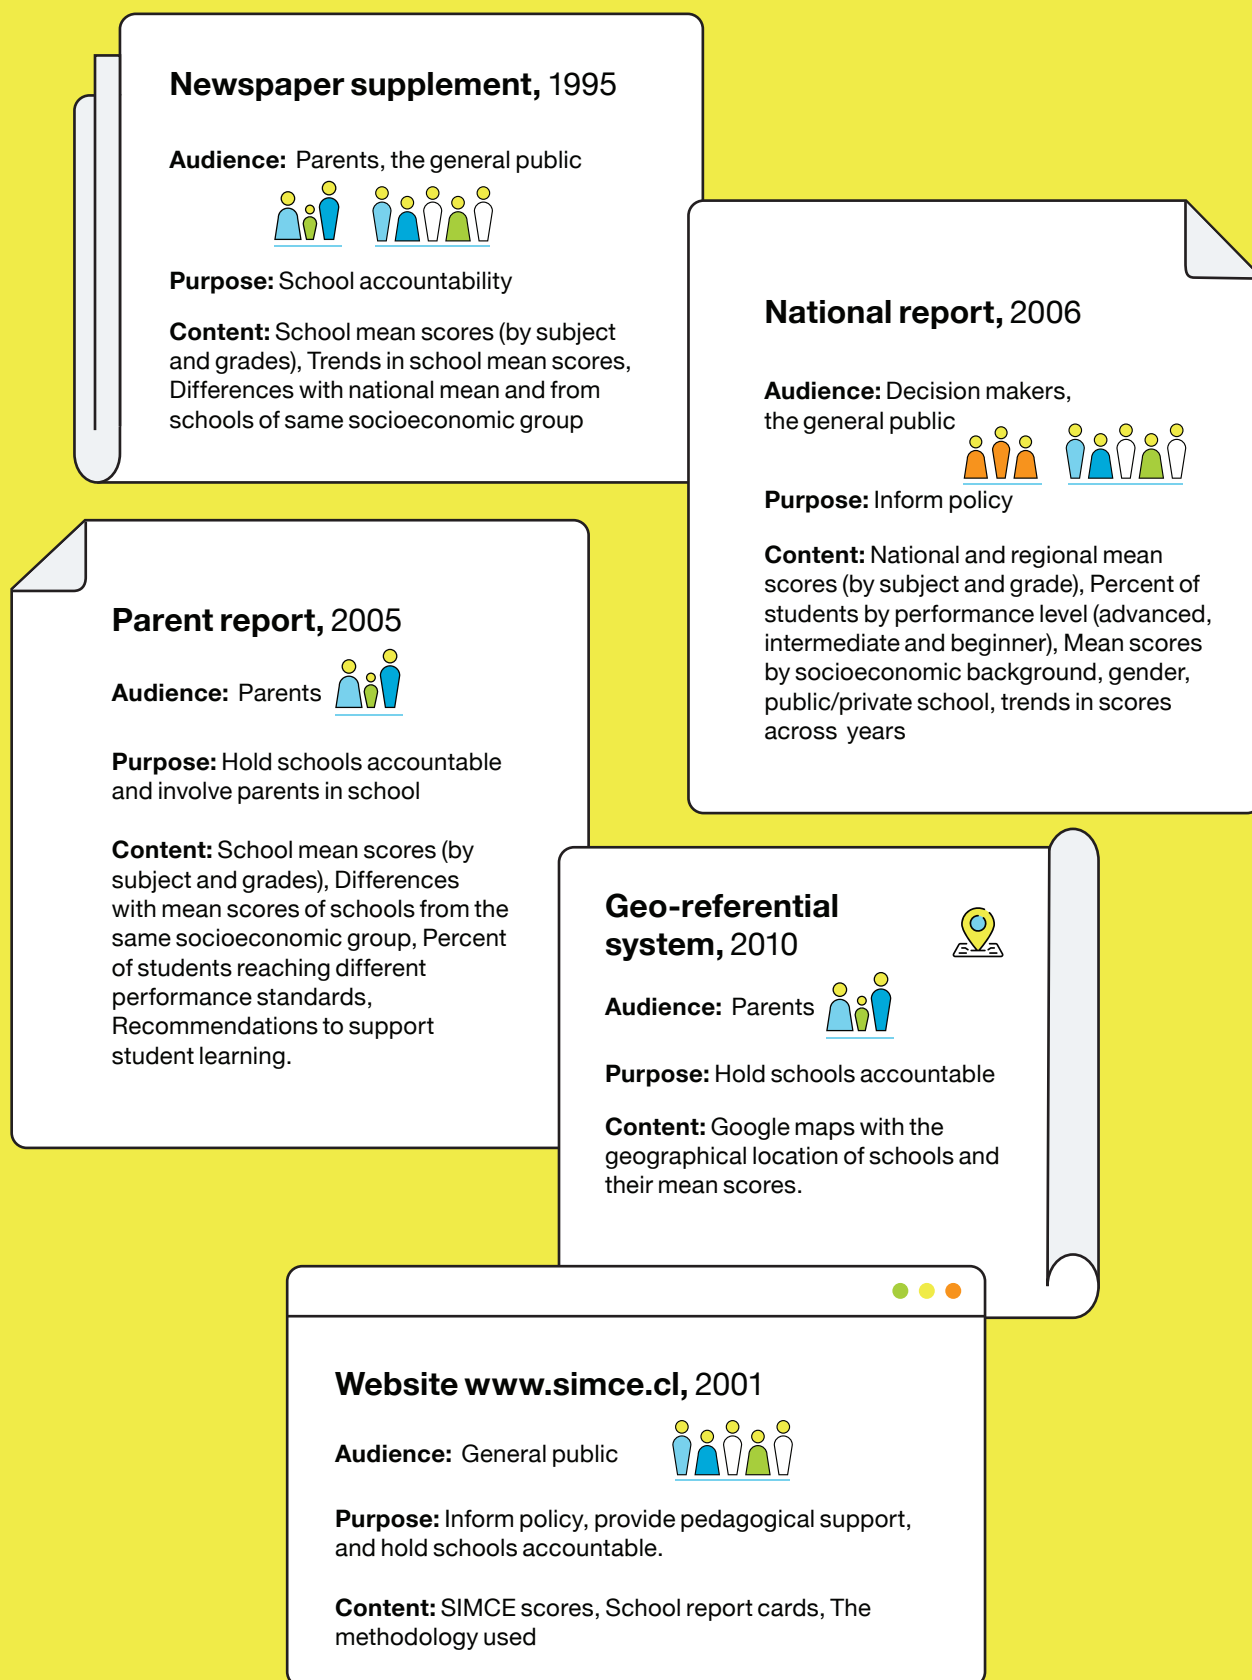 Newspaper supplement, 1995
Audience: Parents, the general public
Purpose: School accountability
Content: School mean scores (by subject
and grades), Trends in school mean scores,
Differences with national mean and from
schools of same socioeconomic group
National report, 2006
Audience: Decision makers,
the general public
Purpose: Inform policy
Content: National and regional mean
scores (by subject and grade), Percent of
students by performance level (advanced,
intermediate and beginner), Mean scores
by socioeconomic background, gender,
public/private school, trends in scores
across years
Parent report, 2005
Audience: Parents
Purpose: Hold schools accountable
and involve parents in school
Content: School mean scores (by
subject and grades), Differences
with mean scores of schools from the
same socioeconomic group, Percent
of students reaching different
performance standards,
Recommendations to support
student learning.
Geo-referential
system, 2010
Audience: Parents
Purpose: Hold schools accountable
Content: Google maps with the
geographical location of schools and
their mean scores.
Website www.simce.cl, 2001
Audience: General public
Purpose: Inform policy, provide pedagogical support,
and hold schools accountable.
Content: SIMCE scores, School report cards, The
methodology used